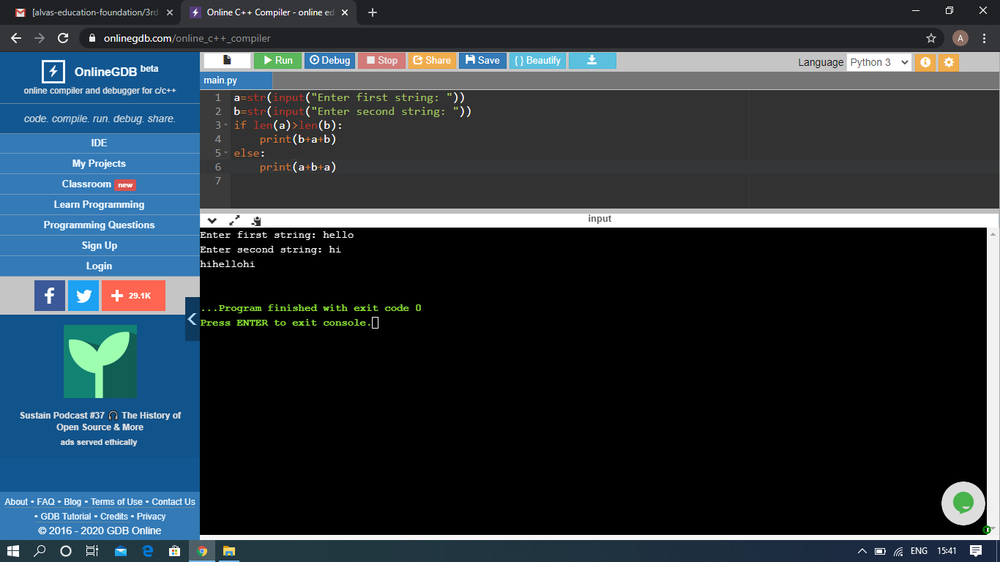 [alvas-education-foundation/3rd
Online C++ Compiler - online ed
onlinegdb.com/online_c++_compiler
A
OnlineGDB beta
online compiler and debugger for c/c++
code. compile. run. debug. share.
IDE
My Projects
Classroom new
Learn Programming
Programming Questions
Sign Up
Login
f
29.1K
Sustain Podcast #37 🎧 The History of
Open Source & More
ads served ethically
About • FAQ • Blog • Terms of Use • Contact Us
• GDB Tutorial • Credits • Privacy
© 2016 - 2020 GDB Online
Run Debug Stop Share Save { } Beautify
Language Python 3
main.py
1 a=str(input("Enter first string: "))
2 b=str(input("Enter second string: "))
3 if len(a)>len(b):
4     print(b+a+b)
5 else:
6     print(a+b+a)
7
input
Enter first string: hello
Enter second string: hi
hihellohi
...Program finished with exit code 0
Press ENTER to exit console.
ENG 15:41